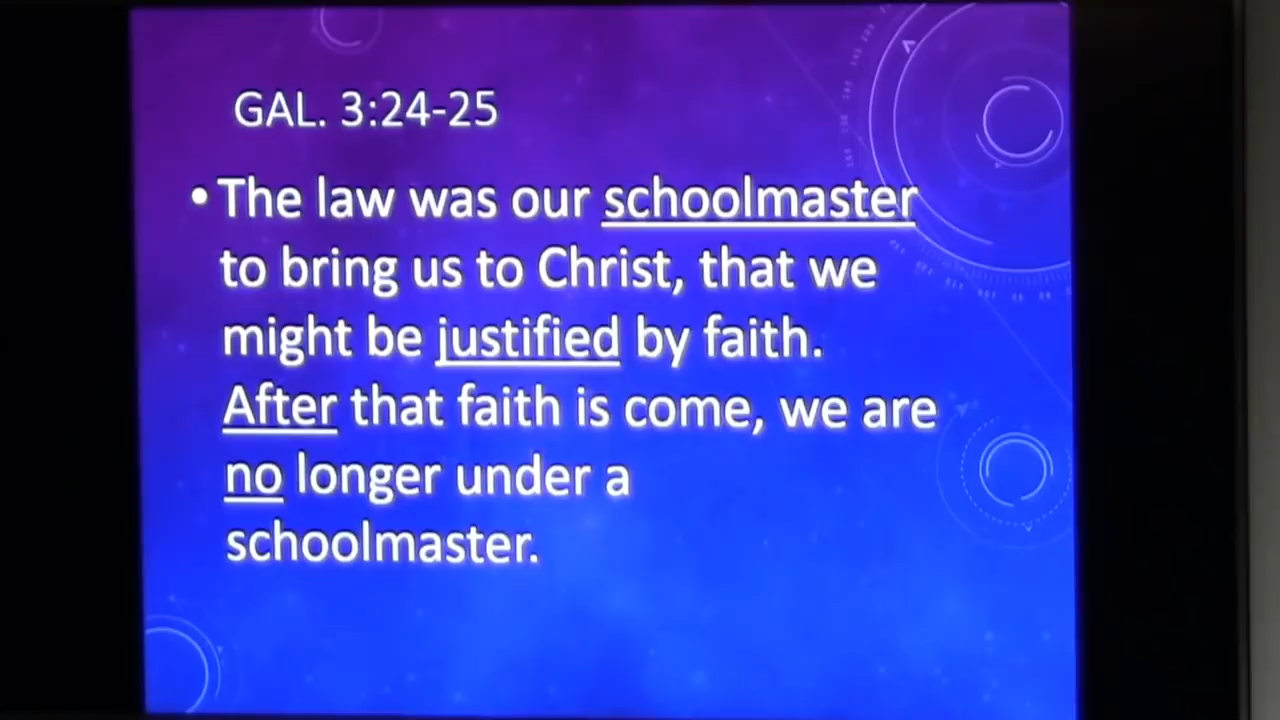 GAL. 3:24-25
• The law was our schoolmaster
to bring us to Christ, that we
might be justified by faith.
After that faith is come, we are
no longer under a
schoolmaster.